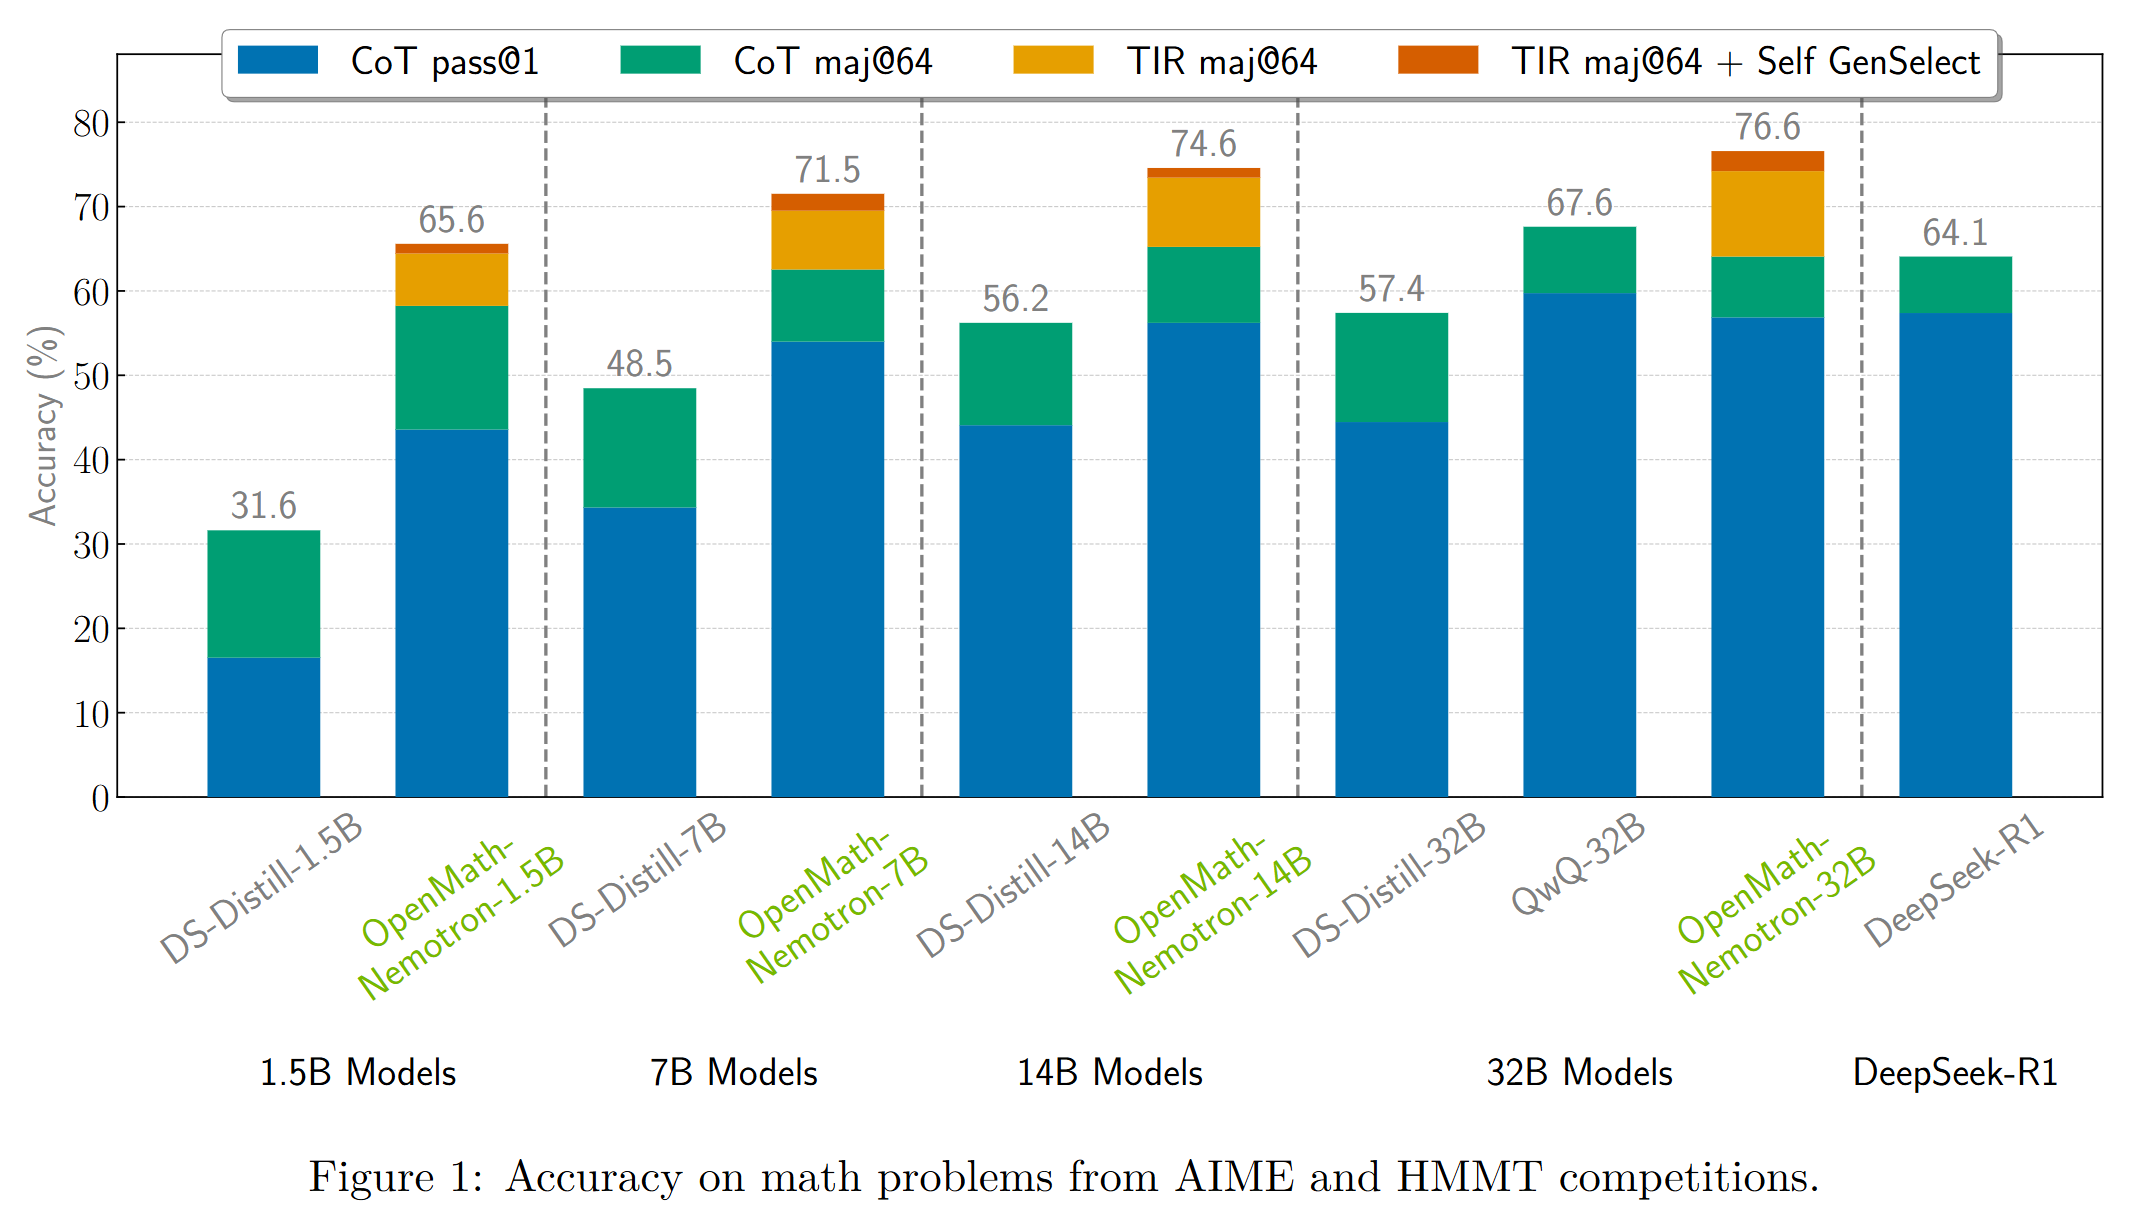 CoT pass@1 CoT maj@64 TIR maj@64 TIR maj@64 + Self GenSelect
Accuracy (%)
80
70
60
50
40
30
20
10
0
31.6
65.6
48.5
71.5
56.2
74.6
57.4
67.6
76.6
64.1
DS-Distill-1.5B
OpenMath-
Nemotron-1.5B
DS-Distill-7B
OpenMath-
Nemotron-7B
DS-Distill-14B
OpenMath-
Nemotron-14B
DS-Distill-32B
QwQ-32B
OpenMath-
Nemotron-32B
DeepSeek-R1
1.5B Models 7B Models 14B Models 32B Models DeepSeek-R1
Figure 1: Accuracy on math problems from AIME and HMMT competitions.